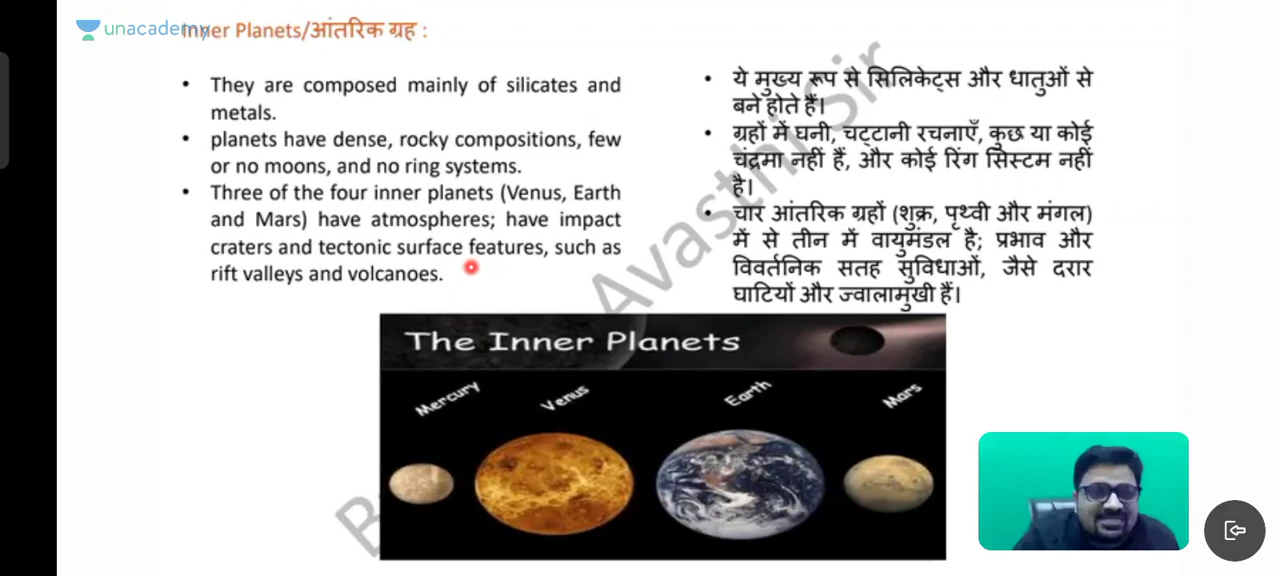 unacademy
Inner Planets/आंतरिक ग्रह :
• They are composed mainly of silicates and
metals.
• planets have dense, rocky compositions, few
or no moons, and no ring systems.
• Three of the four inner planets (Venus, Earth
and Mars) have atmospheres; have impact
craters and tectonic surface features, such as
rift valleys and volcanoes.
• ये मुख्य रूप से सिलिकेट्स और धातुओं से
बने होते हैं।
• ग्रहों में घनी, चट्टानी रचनाएँ, कुछ या कोई
चंद्रमा नहीं हैं, और कोई रिंग सिस्टम नहीं
है।
• चार आंतरिक ग्रहों (शुक्र, पृथ्वी और मंगल)
में से तीन में वायुमंडल है; प्रभाव और
विवर्तनिक सतह सुविधाओं, जैसे दरार
घाटियों और ज्वालामुखी हैं।
Avasthi Sir
The Inner Planets
Mercury
Venus
Earth
Mars